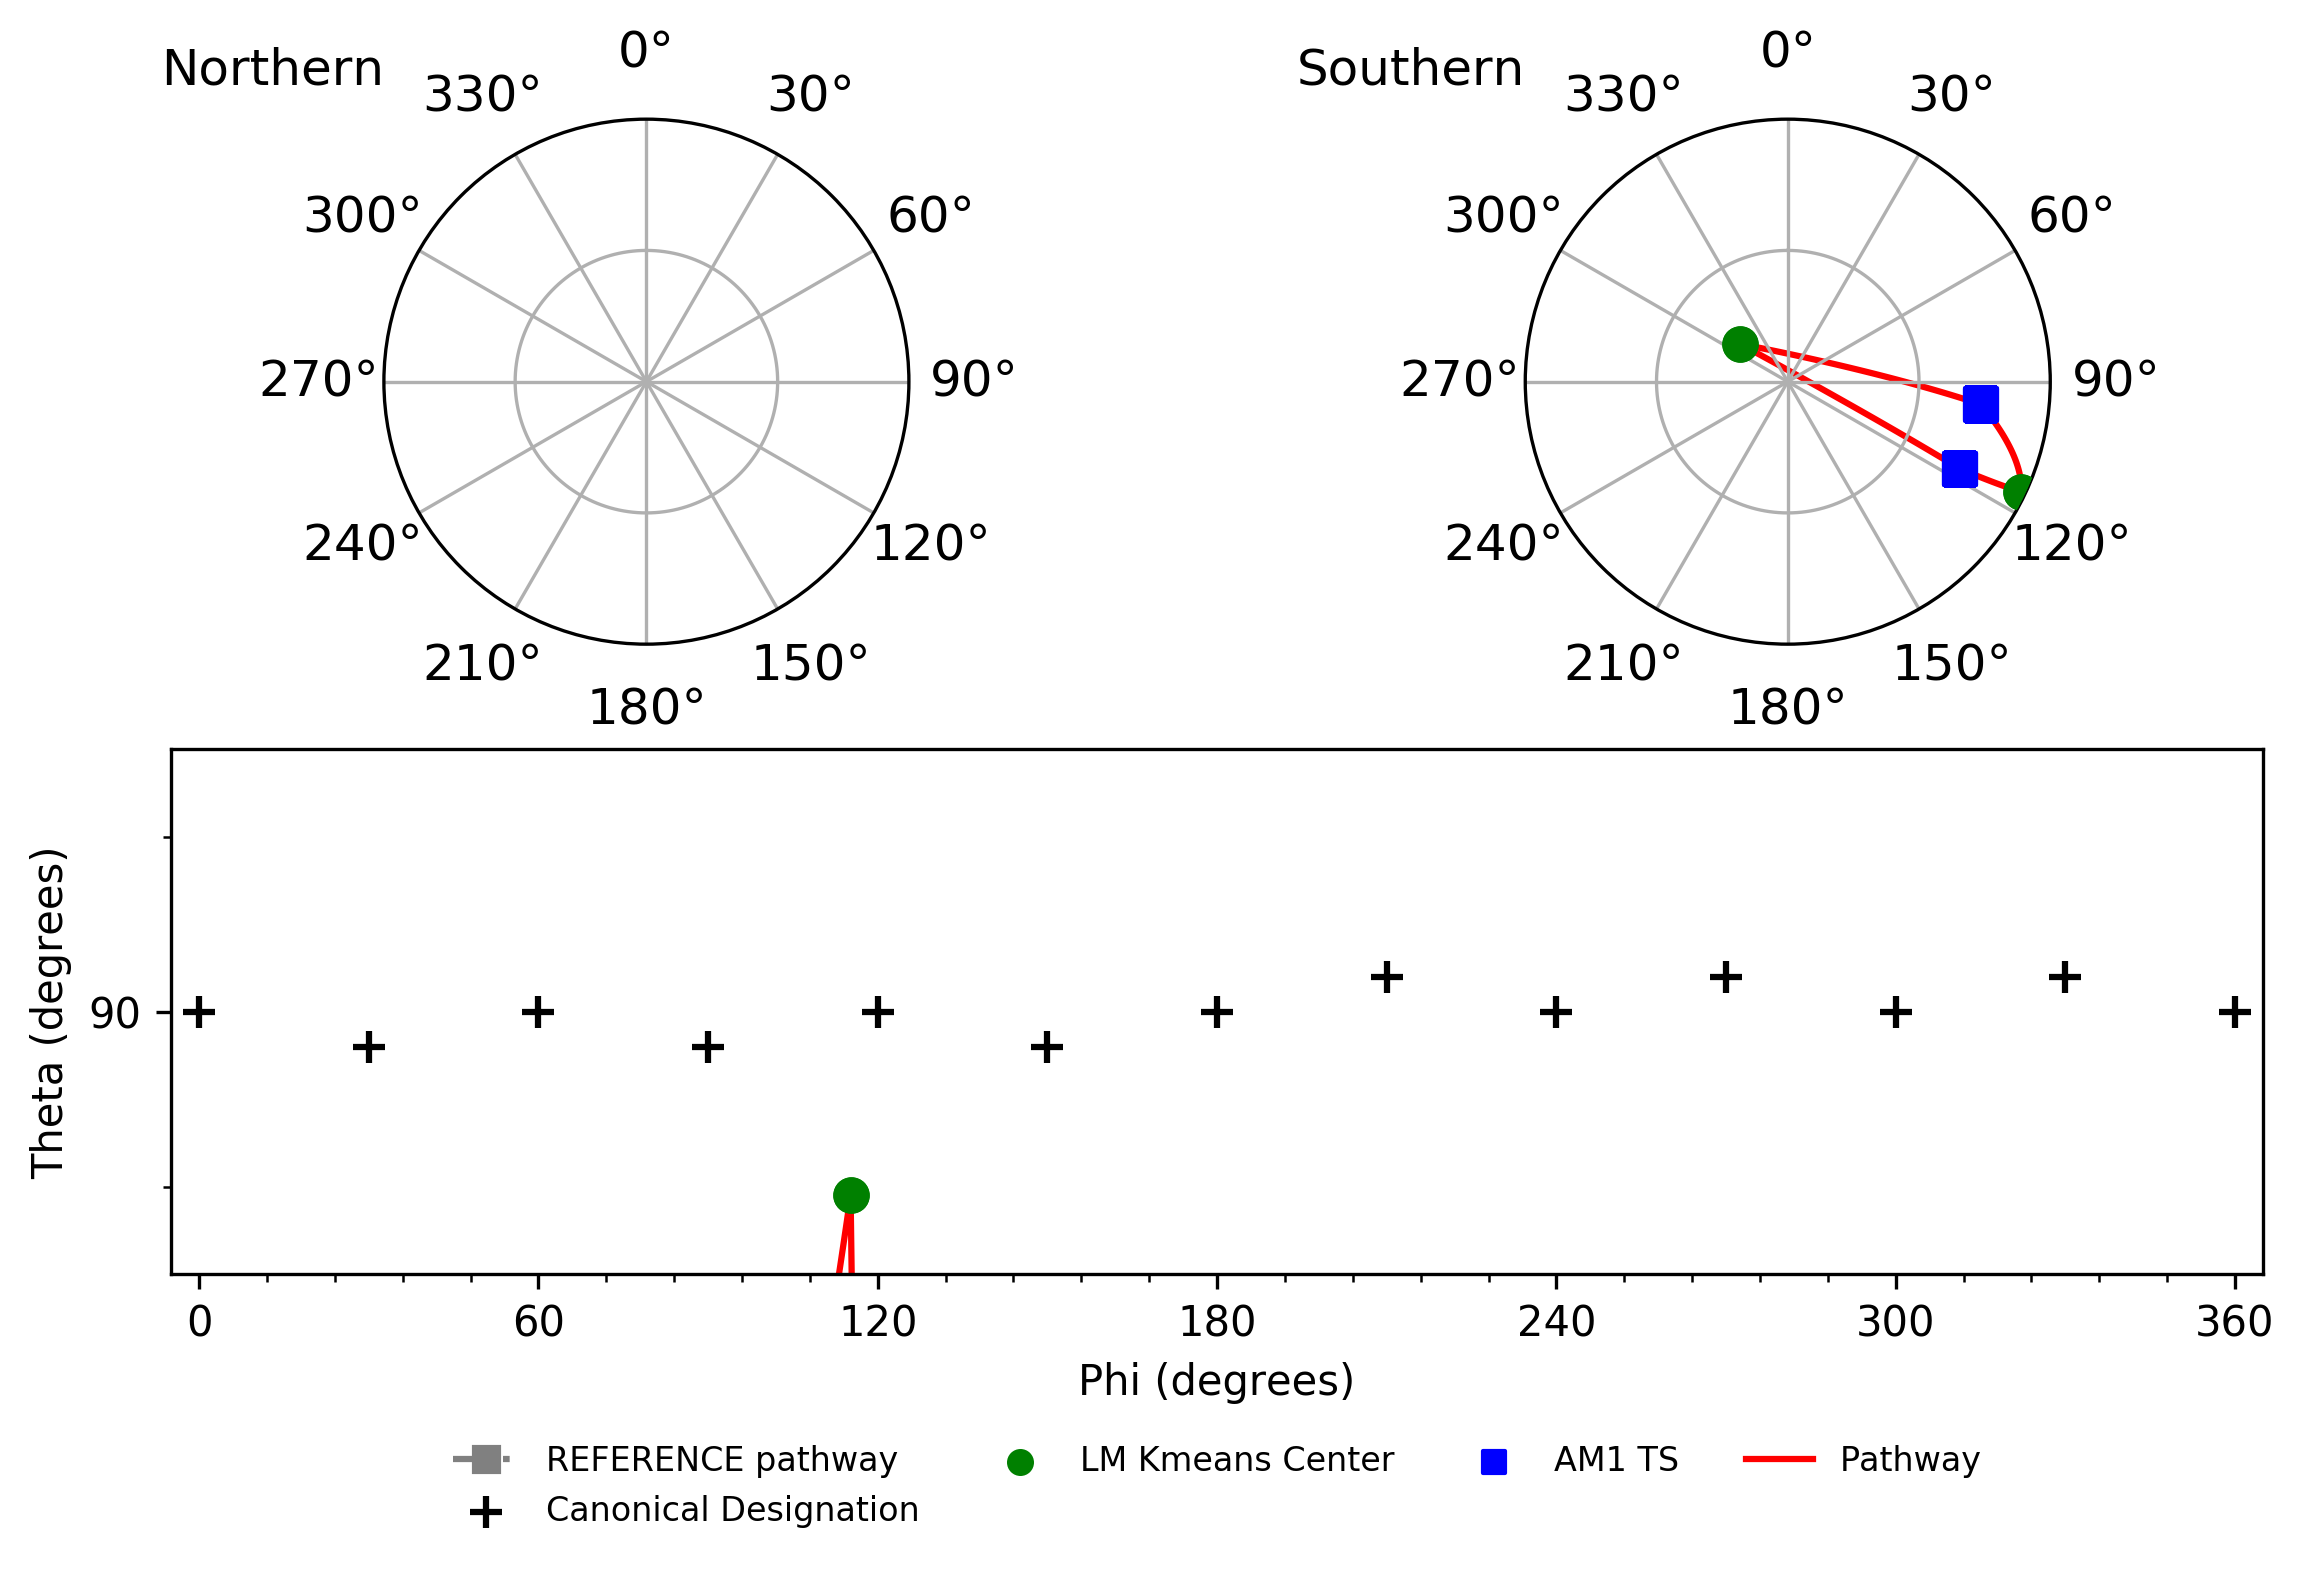 Northern
0°
30°
60°
90°
120°
150°
180°
210°
240°
270°
300°
330°
Southern
0°
30°
60°
90°
120°
150°
180°
210°
240°
270°
300°
330°
Theta (degrees)
90
0 60 120 180 240 300 360
Phi (degrees)
REFERENCE pathway
Canonical Designation
LM Kmeans Center
AM1 TS
Pathway